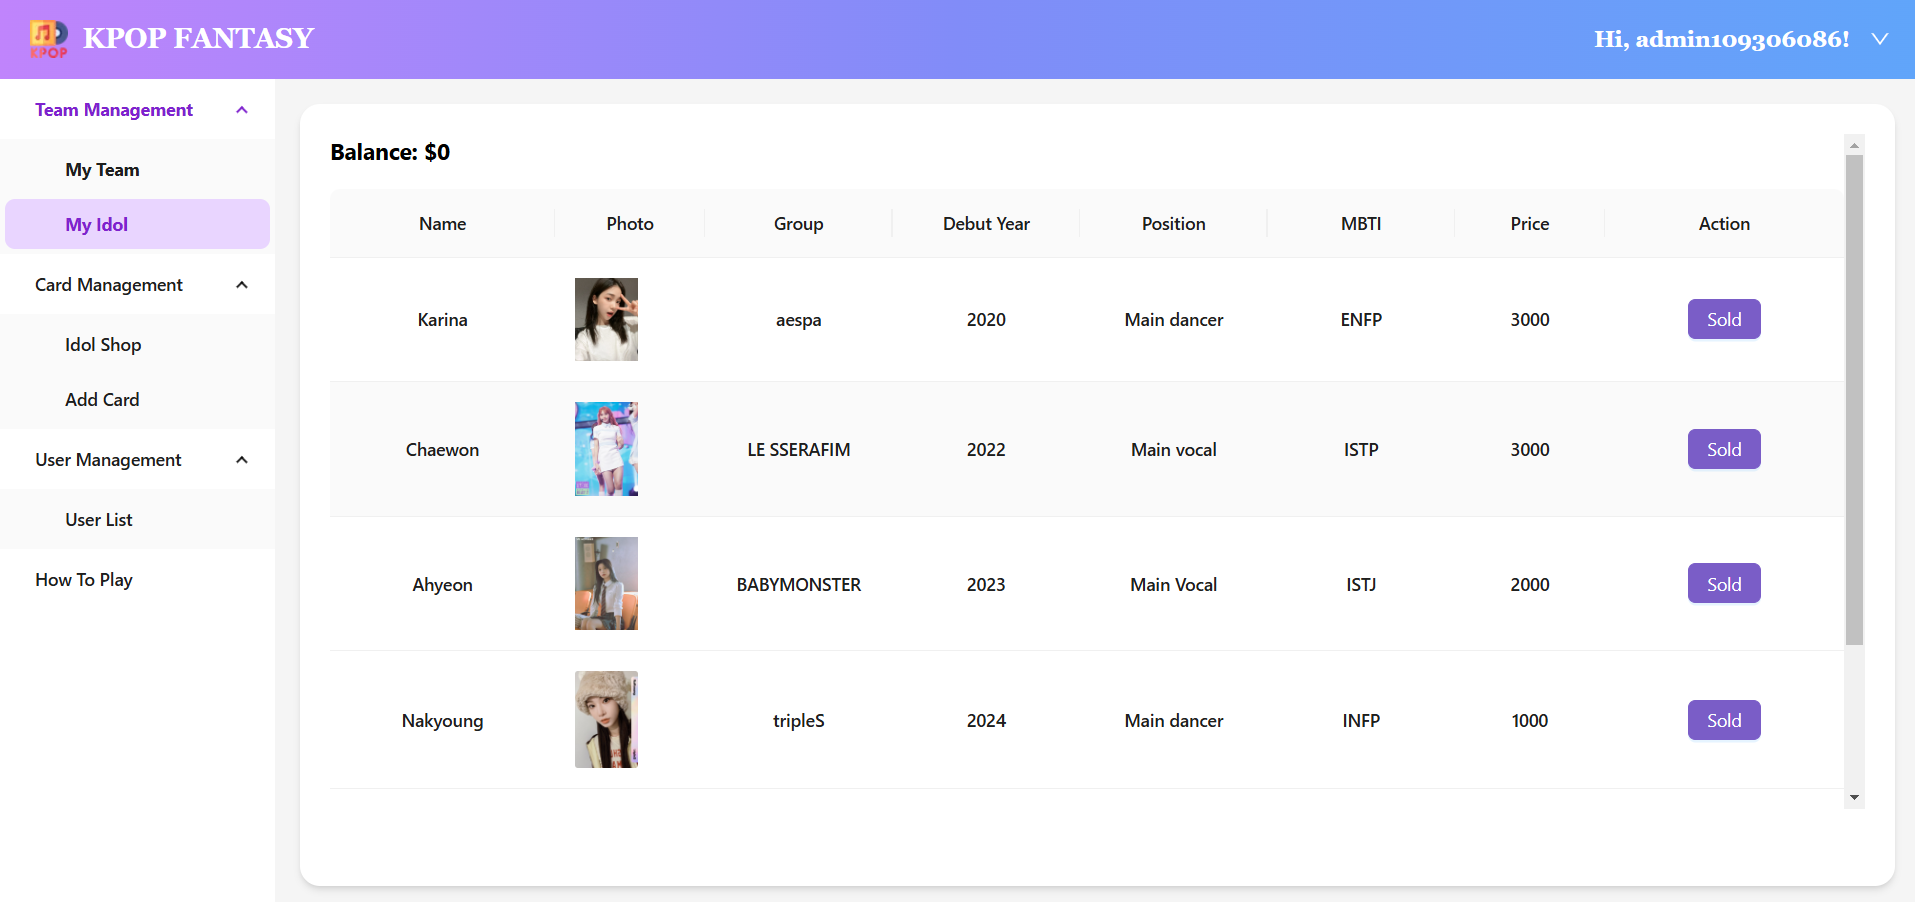 KPOP
KPOP FANTASY
Hi, admin109306086!
Team Management
My Team
My Idol
Card Management
Idol Shop
Add Card
User Management
User List
How To Play
Balance: $0
Name Photo Group Debut Year Position MBTI Price Action
Karina aespa 2020 Main dancer ENFP 3000 Sold
Chaewon LE SSERAFIM 2022 Main vocal ISTP 3000 Sold
Ahyeon BABYMONSTER 2023 Main Vocal ISTJ 2000 Sold
Nakyoung tripleS 2024 Main dancer INFP 1000 Sold